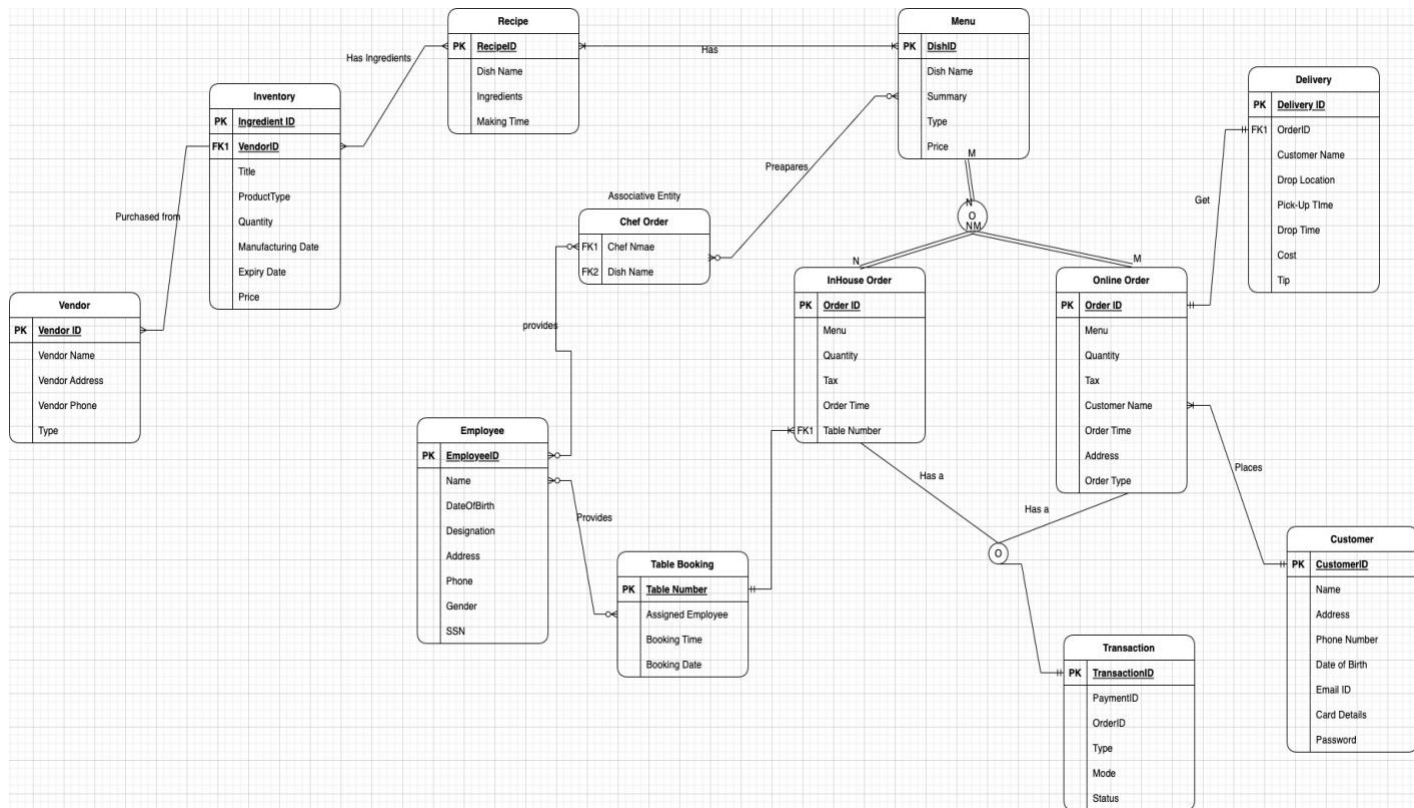 Recipe
PK RecipeID
Dish Name
Ingredients
Making Time
Menu
PK DishID
Dish Name
Summary
Type
Price
Has
Has Ingredients
Inventory
PK Ingredient ID
FK1 VendorID
Title
ProductType
Quantity
Manufacturing Date
Expiry Date
Price
Purchased from
Vendor
PK Vendor ID
Vendor Name
Vendor Address
Vendor Phone
Type
Delivery
PK Delivery ID
FK1 OrderID
Customer Name
Drop Location
Pick-Up TIme
Drop Time
Cost
Tip
Get
Preapares
Associative Entity
Chef Order
FK1 Chef Nmae
FK2 Dish Name
provides
M
N
O
NM
N
M
InHouse Order
PK Order ID
Menu
Quantity
Tax
Order Time
FK1 Table Number
Online Order
PK Order ID
Menu
Quantity
Tax
Customer Name
Order Time
Address
Order Type
Employee
PK EmployeeID
Name
DateOfBirth
Designation
Address
Phone
Gender
SSN
Provides
Table Booking
PK Table Number
Assigned Employee
Booking Time
Booking Date
Has a
Has a
O
Places
Customer
PK CustomerID
Name
Address
Phone Number
Date of Birth
Email ID
Card Details
Password
Transaction
PK TransactionID
PaymentID
OrderID
Type
Mode
Status